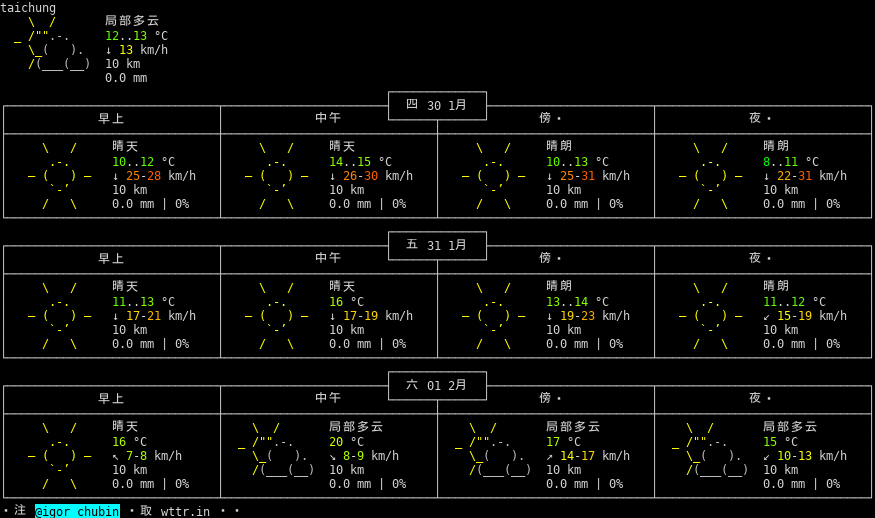 taichung
局部多云
12..13 °C
↓ 13 km/h
10 km
0.0 mm
四 30 1月
早上 中午 傍・ 夜・
晴天 晴天 晴朗 晴朗
10..12 °C 14..15 °C 10..13 °C 8..11 °C
↓ 25-28 km/h ↓ 26-30 km/h ↓ 25-31 km/h ↓ 22-31 km/h
10 km 10 km 10 km 10 km
0.0 mm | 0% 0.0 mm | 0% 0.0 mm | 0% 0.0 mm | 0%
五 31 1月
早上 中午 傍・ 夜・
晴天 晴天 晴朗 晴朗
11..13 °C 16 °C 13..14 °C 11..12 °C
↓ 17-21 km/h ↓ 17-19 km/h ↓ 19-23 km/h ↙ 15-19 km/h
10 km 10 km 10 km 10 km
0.0 mm | 0% 0.0 mm | 0% 0.0 mm | 0% 0.0 mm | 0%
六 01 2月
早上 中午 傍・ 夜・
晴天 局部多云 局部多云 局部多云
16 °C 20 °C 17 °C 15 °C
↖ 7-8 km/h ↘ 8-9 km/h ↗ 14-17 km/h ↙ 10-13 km/h
10 km 10 km 10 km 10 km
0.0 mm | 0% 0.0 mm | 0% 0.0 mm | 0% 0.0 mm | 0%
・注 @igor_chubin ・取 wttr.in ・・